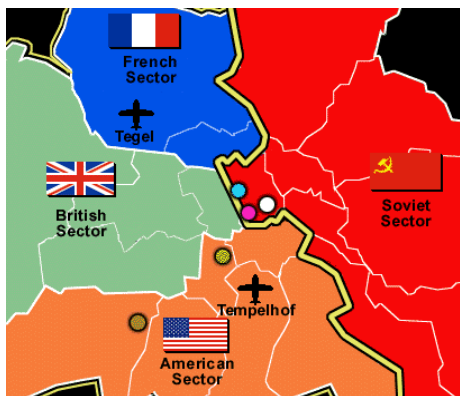 French
Sector
Tegel
British
Sector
Soviet
Sector
Tempelhof
American
Sector